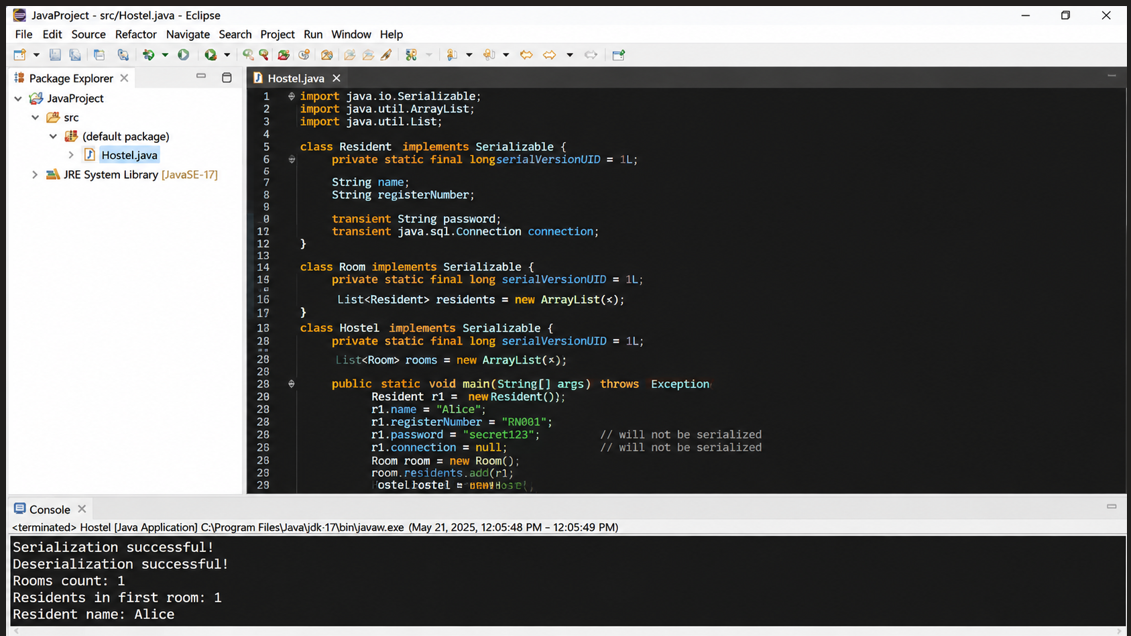 JavaProject - src/Hostel.java - Eclipse
File Edit Source Refactor Navigate Search Project Run Window Help
Package Explorer
JavaProject
src
(default package)
Hostel.java
JRE System Library [JavaSE-17]
Hostel.java
1 import java.io.Serializable;
2 import java.util.ArrayList;
3 import java.util.List;
4
5 class Resident implements Serializable {
6 private static final longserialVersionUID = 1L;
6
7 String name;
8 String registerNumber;
9
0 transient String password;
12 transient java.sql.Connection connection;
12 }
13
14 class Room implements Serializable {
15 private static final long serialVersionUID = 1L;
16 List<Resident> residents = new ArrayList(<);
17 }
18 class Hostel implements Serializable {
28 private static final long serialVersionUID = 1L;
28 List<Room> rooms = new ArrayList(×);
28
28 public static void main(String[] args) throws Exception
20 Resident r1 = newResident());
28 r1.name = "Alice";
28 r1.registerNumber = "RN001";
28 r1.password = "secret123"; // will not be serialized
28 r1.connection = null; // will not be serialized
28 Room room = new Room();
28 room.residents.add(r1;
29 Hostel hostel =
Console
<terminated> Hostel [Java Application] C:\Program Files\Java\jdk-17\bin\javaw.exe (May 21, 2025, 12:05:48 PM – 12:05:49 PM)
Serialization successful!
Deserialization successful!
Rooms count: 1
Residents in first room: 1
Resident name: Alice